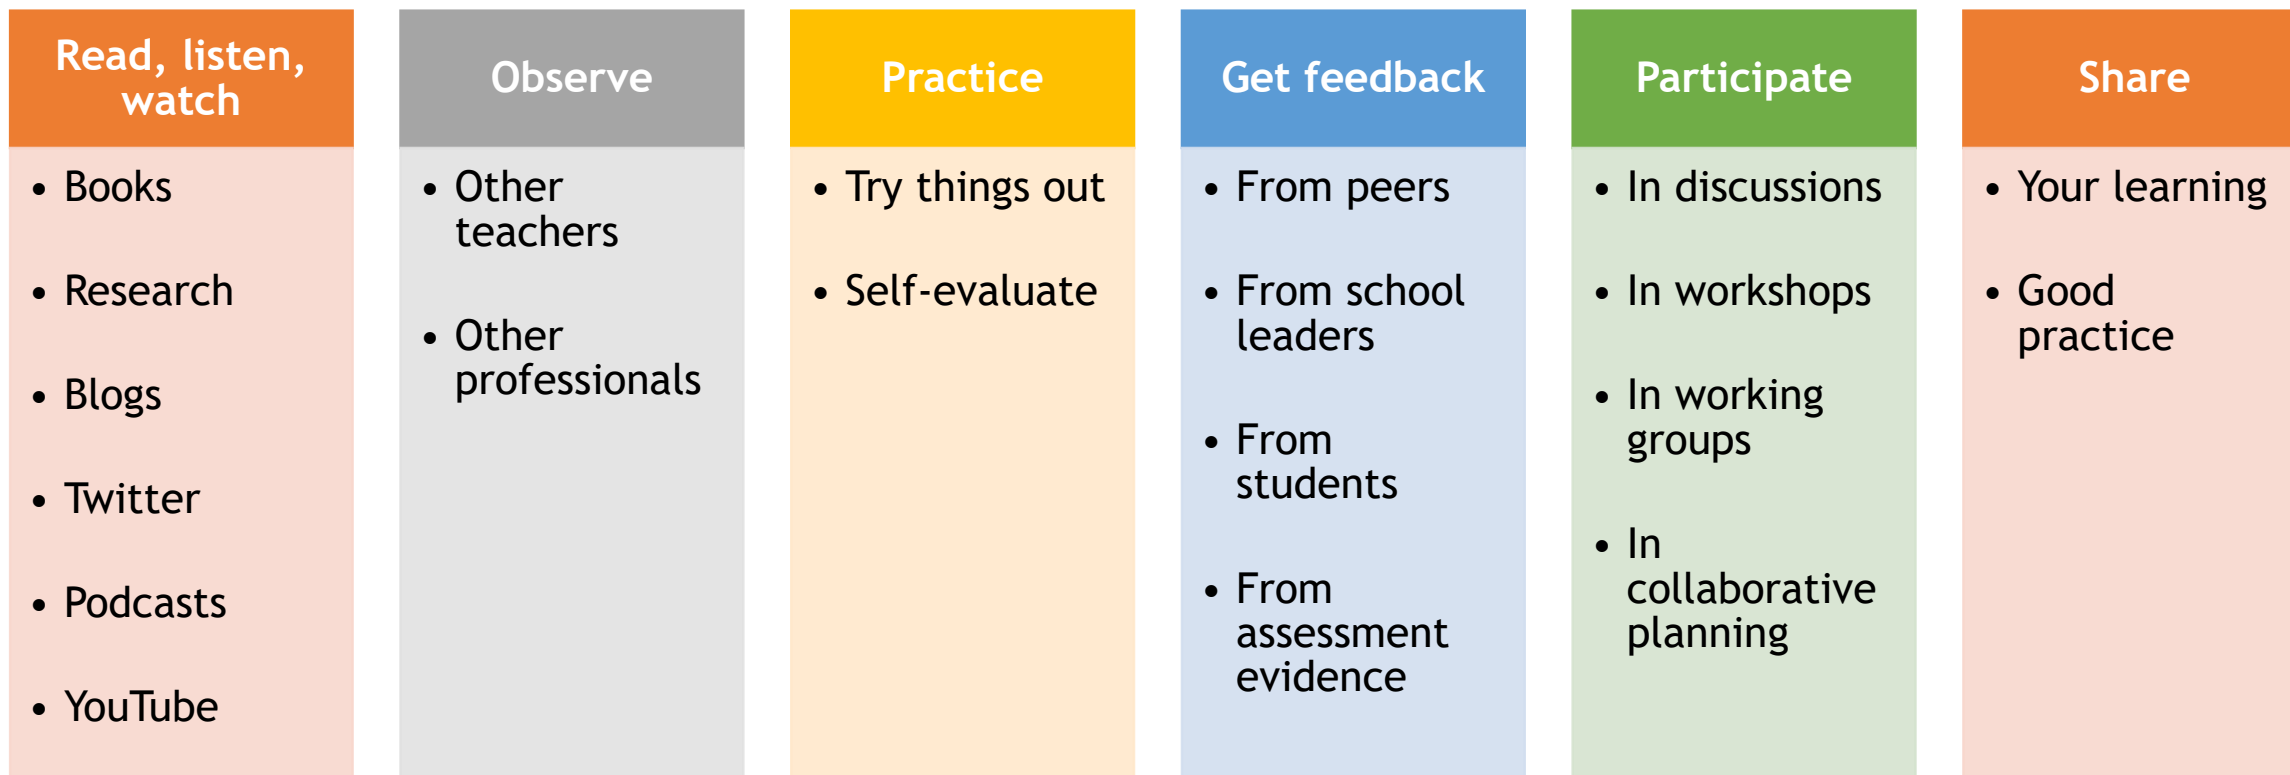 Read, listen,
watch
• Books
• Research
• Blogs
• Twitter
• Podcasts
• YouTube
Observe
• Other
teachers
• Other
professionals
Practice
• Try things out
• Self-evaluate
Get feedback
• From peers
• From school
leaders
• From
students
• From
assessment
evidence
Participate
• In discussions
• In workshops
• In working
groups
• In
collaborative
planning
Share
• Your learning
• Good
practice